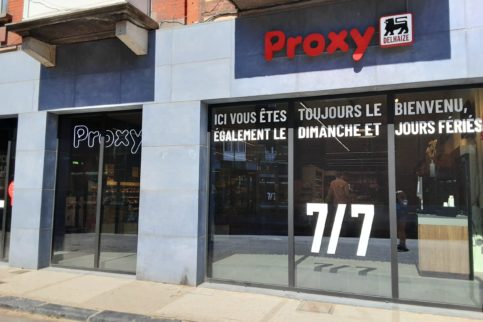 Proxy
DELHAIZE
ICI VOUS ÊTES TOUJOURS LE BIENVENU,
ÉGALEMENT LE DIMANCHE ET JOURS FÉRIÉS
Proxy
7/7